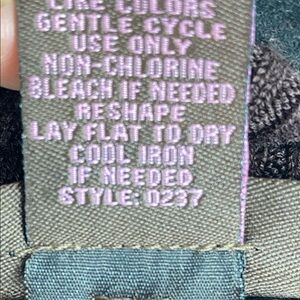 LIKE COLORS
GENTLE CYCLE
USE ONLY
NON-CHLORINE
BLEACH IF NEEDED
RESHAPE
LAY FLAT TO DRY
COOL IRON
IF NEEDED
STYLE: 0237